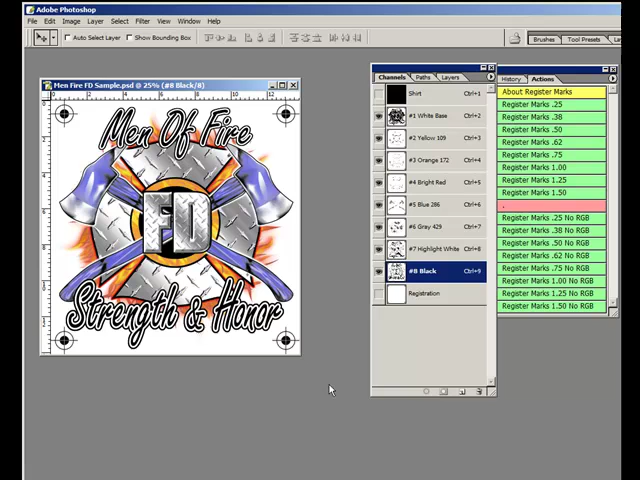 Adobe Photoshop
File Edit Image Layer Select Filter View Window Help
Auto Select Layer Show Bounding Box
Brushes Tool Presets
Men Fire FD Sample.psd @ 25% (#8 Black/8)
Men Of Fire
FD
Strength & Honor
Channels Paths Layers
Shirt Ctrl+1
#1 White Base Ctrl+2
#2 Yellow 109 Ctrl+3
#3 Orange 172 Ctrl+4
#4 Bright Red Ctrl+5
#5 Blue 286 Ctrl+6
#6 Gray 429 Ctrl+7
#7 Highlight White Ctrl+8
#8 Black Ctrl+9
Registration
History Actions
About Register Marks
Register Marks .25
Register Marks .38
Register Marks .50
Register Marks .62
Register Marks .75
Register Marks 1.00
Register Marks 1.25
Register Marks 1.50
.
Register Marks .25 No RGB
Register Marks .38 No RGB
Register Marks .50 No RGB
Register Marks .62 No RGB
Register Marks .75 No RGB
Register Marks 1.00 No RGB
Register Marks 1.25 No RGB
Register Marks 1.50 No RGB